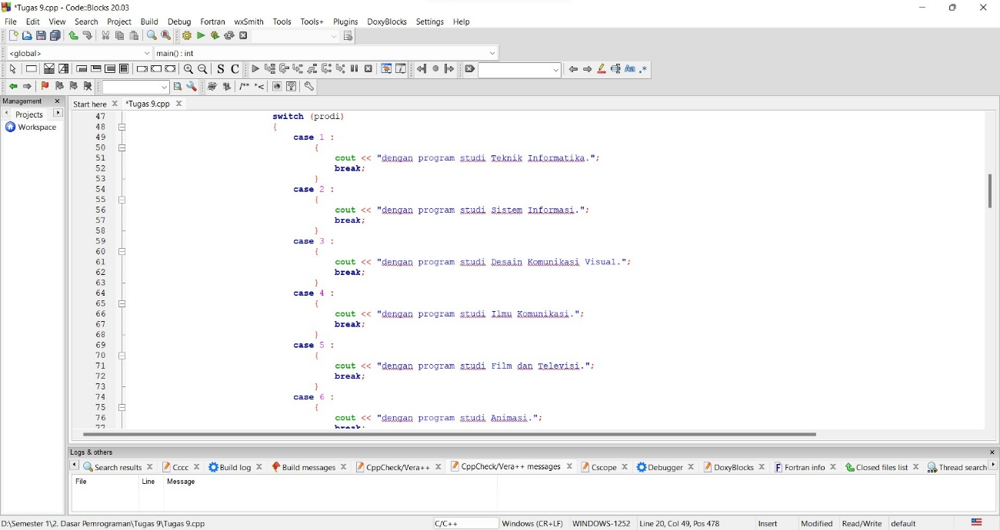 *Tugas 9.cpp - Code::Blocks 20.03
File Edit View Search Project Build Debug Fortran wxSmith Tools Tools+ Plugins DoxyBlocks Settings Help
<global> main() : int
S C
/** *<
Management
Projects
Workspace
Start here *Tugas 9.cpp
47 switch (prodi)
48 {
49 case 1 :
50 {
51 cout << "dengan program studi Teknik Informatika.";
52 break;
53 }
54 case 2 :
55 {
56 cout << "dengan program studi Sistem Informasi.";
57 break;
58 }
59 case 3 :
60 {
61 cout << "dengan program studi Desain Komunikasi Visual.";
62 break;
63 }
64 case 4 :
65 {
66 cout << "dengan program studi Ilmu Komunikasi.";
67 break;
68 }
69 case 5 :
70 {
71 cout << "dengan program studi Film dan Televisi.";
72 break;
73 }
74 case 6 :
75 {
76 cout << "dengan program studi Animasi.";
77 break;
Logs & others
Search results Cccc Build log Build messages CppCheck/Vera++ CppCheck/Vera++ messages Cscope Debugger DoxyBlocks Fortran info Closed files list Thread search
File Line Message
D:\Semester 1\2. Dasar Pemrograman\Tugas 9\Tugas 9.cpp C/C++ Windows (CR+LF) WINDOWS-1252 Line 20, Col 49, Pos 478 Insert Modified Read/Write default